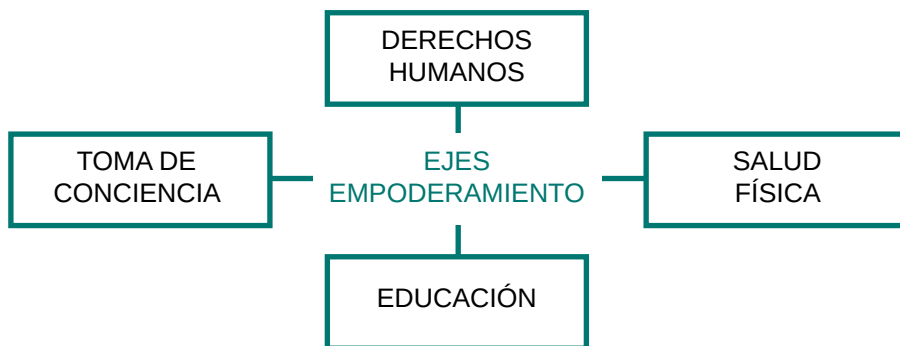 DERECHOS
HUMANOS
TOMA DE
CONCIENCIA
EJES
EMPODERAMIENTO
SALUD
FÍSICA
EDUCACIÓN